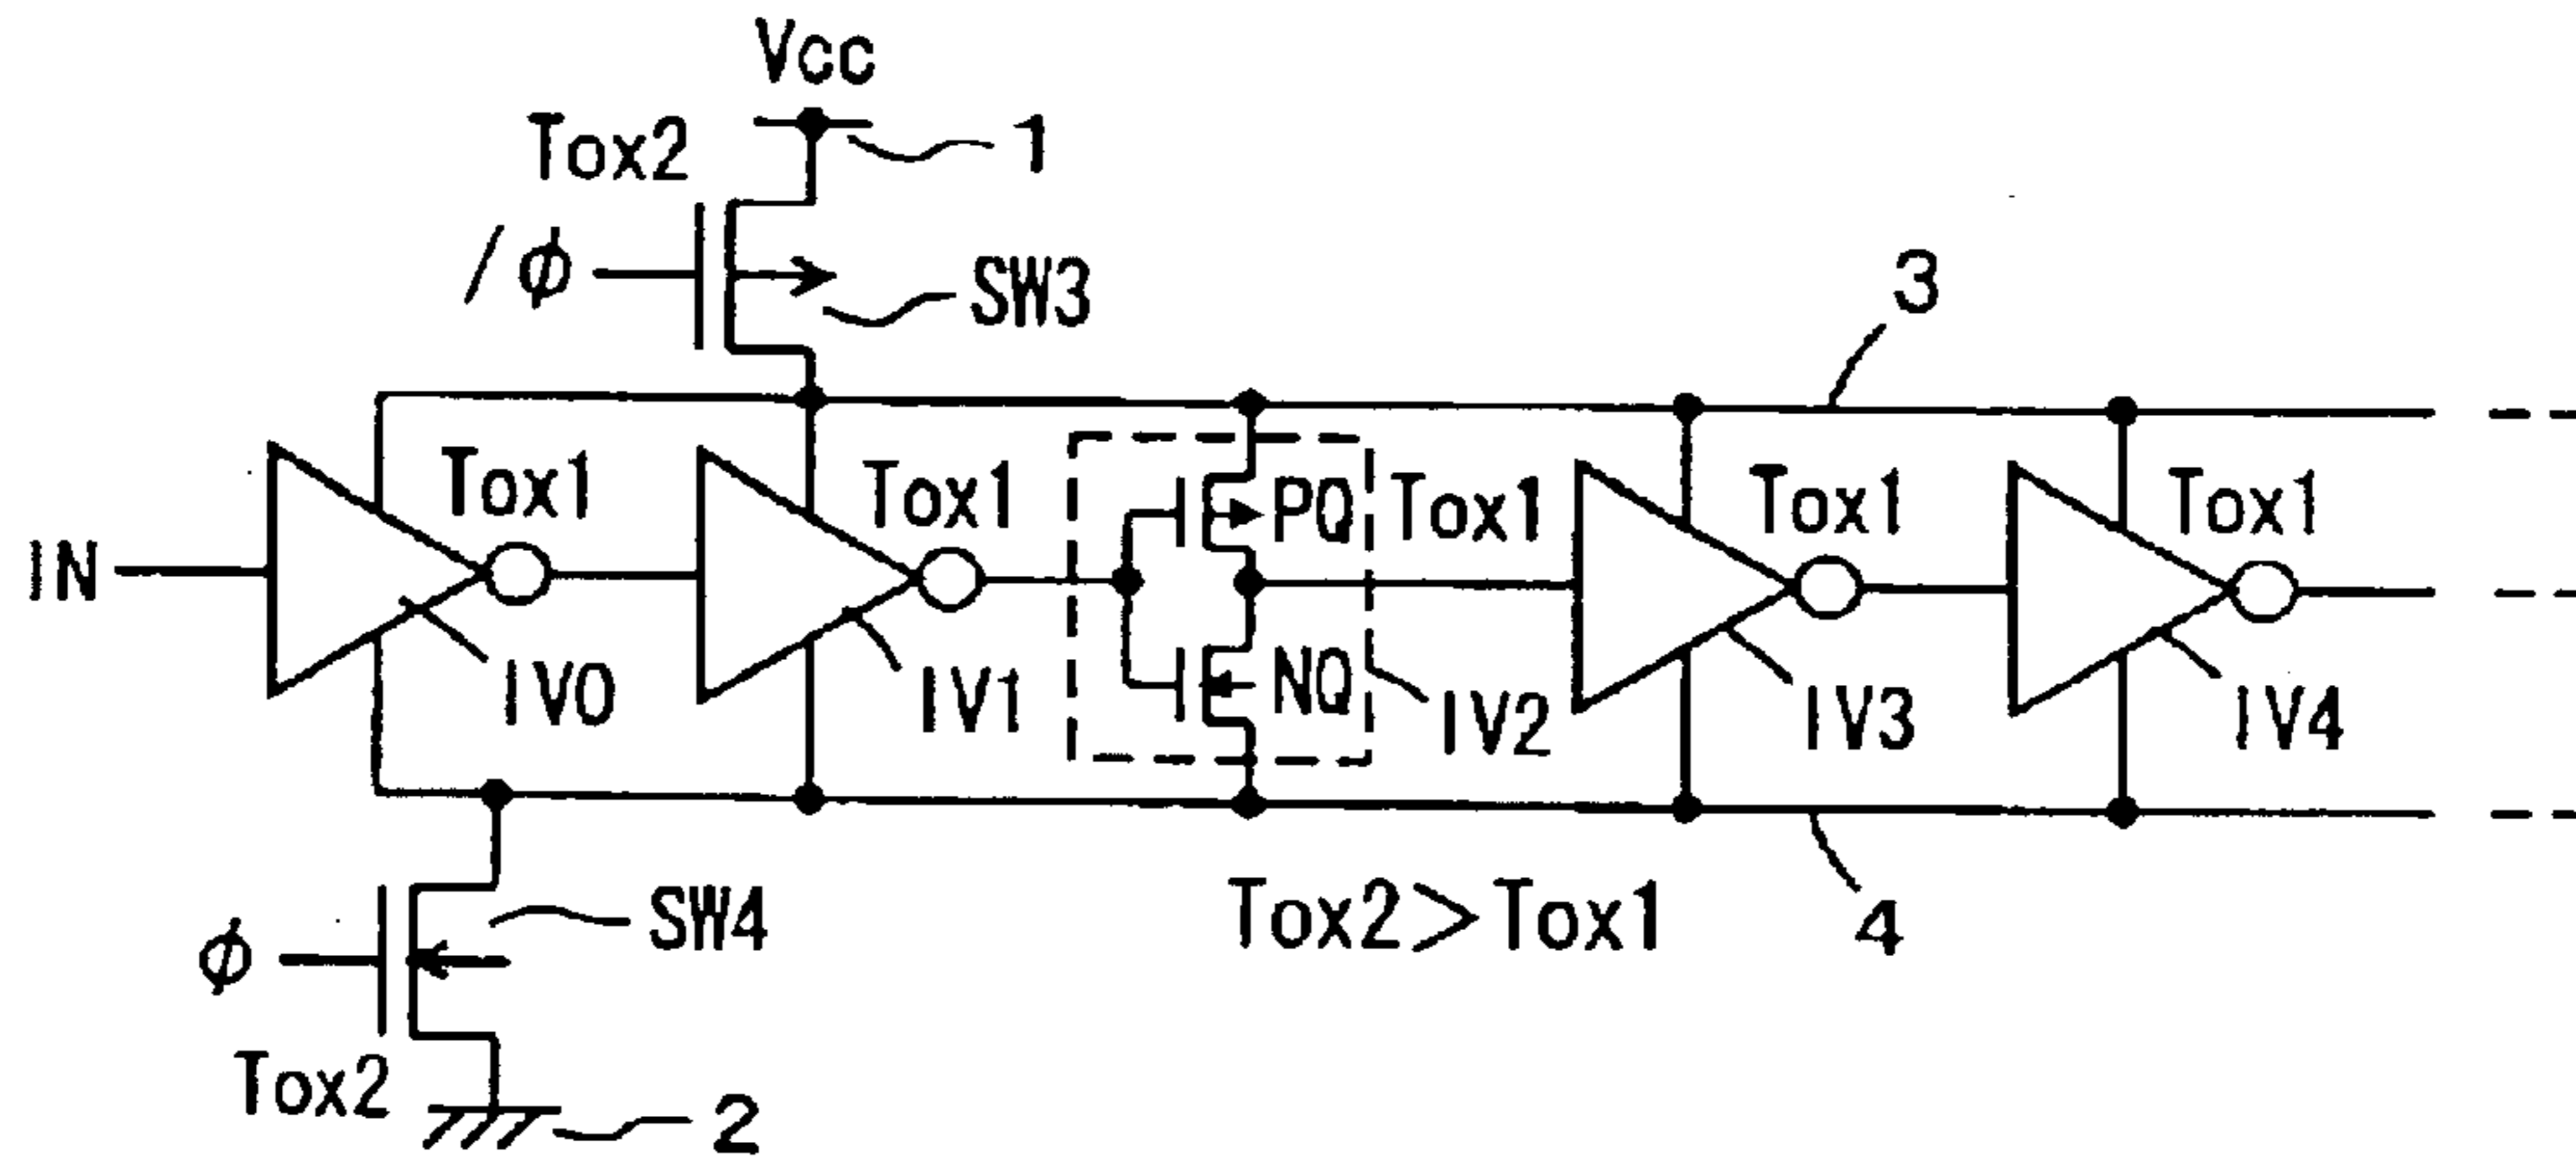 Vcc
Tox2
1
/φ
SW3
3
Tox1
Tox1
PQ
Tox1
Tox1
Tox1
IN
NQ
IV0
IV1
IV2
IV3
IV4
SW4
Tox2>Tox1
4
φ
Tox2
2